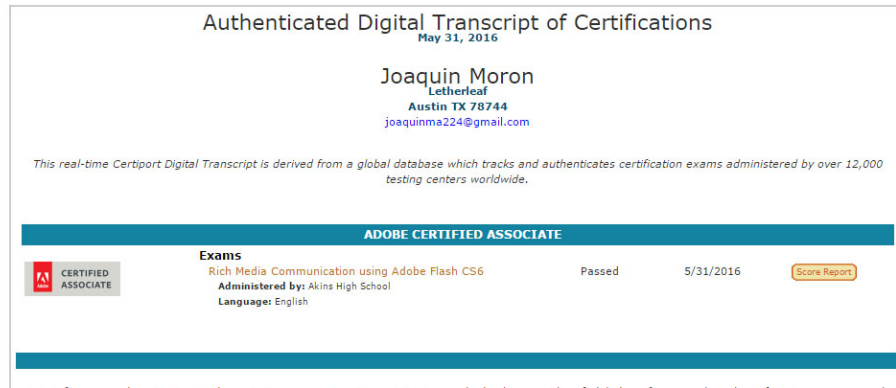 Authenticated Digital Transcript of Certifications
May 31, 2016
Joaquin Moron
Letherleaf
Austin TX 78744
joaquinma224@gmail.com
This real-time Certiport Digital Transcript is derived from a global database which tracks and authenticates certification exams administered by over 12,000
testing centers worldwide.
ADOBE CERTIFIED ASSOCIATE
Adobe
CERTIFIED
ASSOCIATE
Exams
Rich Media Communication using Adobe Flash CS6 Passed 5/31/2016 Score Report
Administered by: Akins High School
Language: English